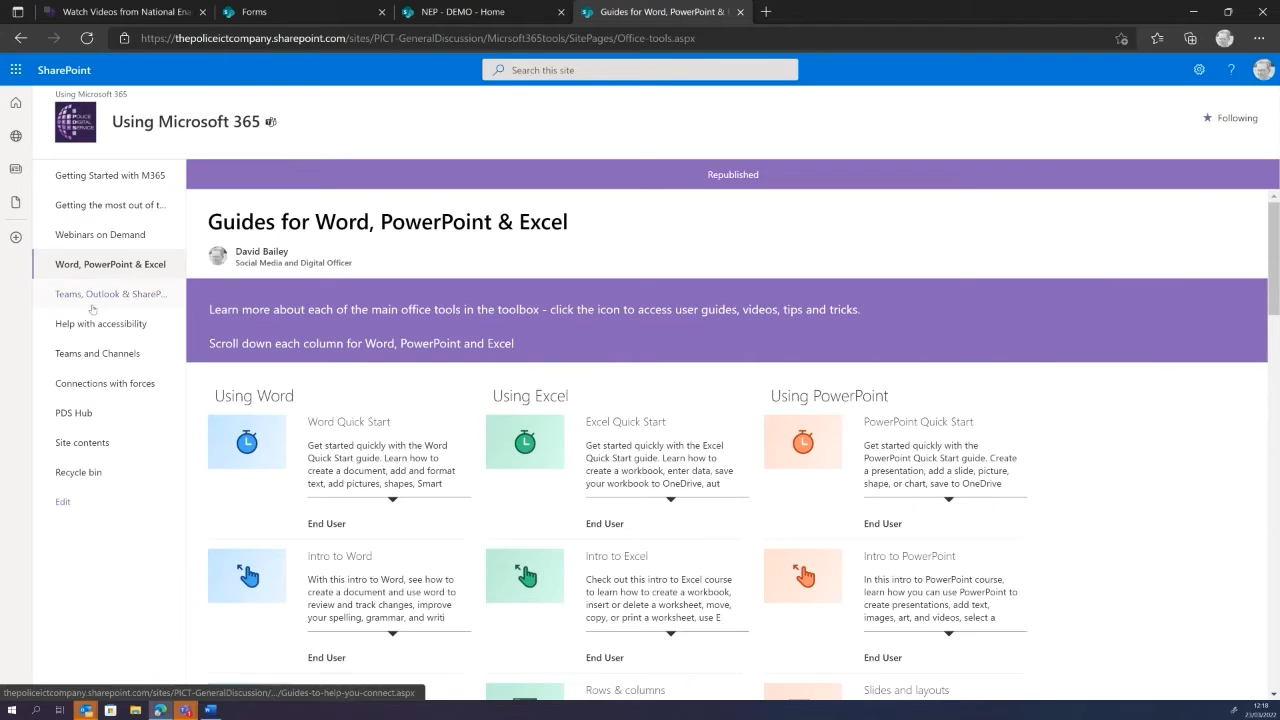 Watch videos from National Ene
Forms
NEP - DEMO - Home
Guides for Word, PowerPoint &
https://thepoliceictcompany.sharepoint.com/sites/PICT-GeneralDiscussion/Micrsoft365tools/SitePages/Office-tools.aspx
SharePoint
Search this site
Using Microsoft 365
POLICE DIGITAL SERVICE
Using Microsoft 365
Following
Getting Started with M365
Getting the most out of t...
Webinars on Demand
Word, PowerPoint & Excel
Teams, Outlook & ShareP...
Help with accessibility
Teams and Channels
Connections with forces
PDS Hub
Site contents
Recycle bin
Edit
Republished
Guides for Word, PowerPoint & Excel
David Bailey
Social Media and Digital Officer
Learn more about each of the main office tools in the toolbox - click the icon to access user guides, videos, tips and tricks.
Scroll down each column for Word, PowerPoint and Excel
Using Word
Word Quick Start
Get started quickly with the Word
Quick Start guide. Learn how to
create a document, add and format
text, add pictures, shapes, Smart
End User
Intro to Word
With this intro to Word, see how to
create a document and use word to
review and track changes, improve
your spelling, grammar, and writi
End User
Using Excel
Excel Quick Start
Get started quickly with the Excel
Quick Start guide. Learn how to
create a workbook, enter data, save
your workbook to OneDrive, aut
End User
Intro to Excel
Check out this intro to Excel course
to learn how to create a workbook,
insert or delete a worksheet, move,
copy, or print a worksheet, use E
End User
Rows & columns
Using PowerPoint
PowerPoint Quick Start
Get started quickly with the
PowerPoint Quick Start guide. Create
a presentation, add a slide, picture,
shape, or chart, save to OneDrive
End User
Intro to PowerPoint
In this intro to PowerPoint course,
learn how you can use PowerPoint to
create presentations, add text,
images, art, and videos, select a
End User
Slides and layouts
thepoliceictcompany.sharepoint.com/sites/PICT-GeneralDiscussion/.../Guides-to-help-you-connect.aspx
12:18
23/03/2022